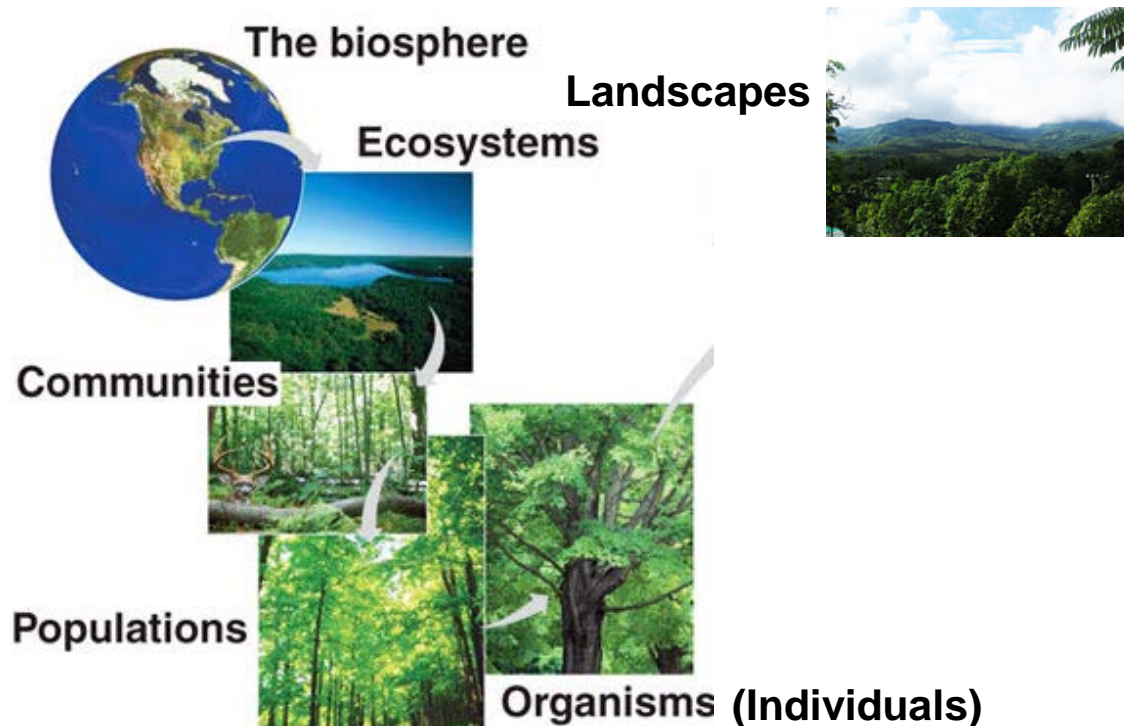 The biosphere
Landscapes
Ecosystems
Communities
Populations
Organisms (Individuals)